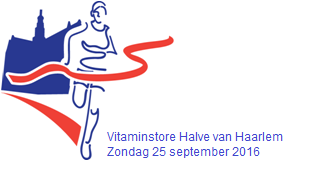 Vitaminstore Halve van Haarlem
Zondag 25 september 2016